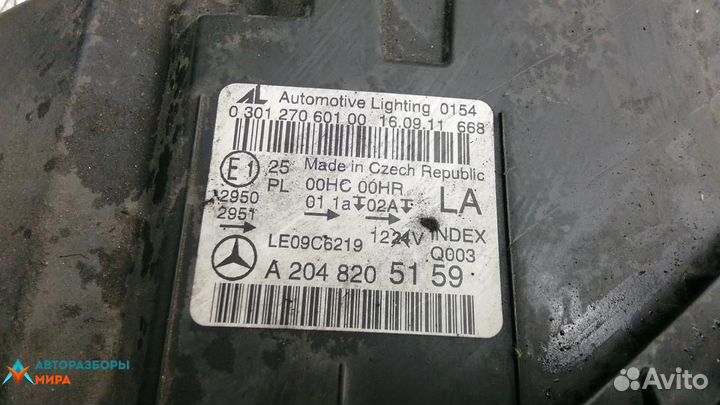 AL Automotive Lighting 0154
0 301 270 601 00 16.09.11 668
E1 25 Made in Czech Republic
PL 00HC 00HR
2950 01 1a 02A LA
2951
LE09C6219 1224V INDEX
Q003
A 204 820 51 59
АВТОРАЗБОРЫ
МИРА
Avito